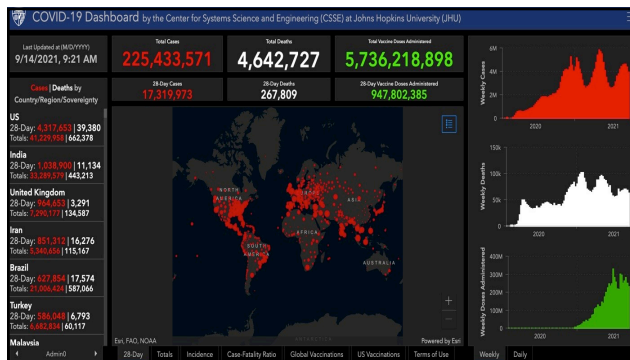 COVID-19 Dashboard by the Center for Systems Science and Engineering (CSSE) at Johns Hopkins University (JHU)
Last Updated at (M/D/YYYY)
9/14/2021, 9:21 AM
Cases | Deaths by
Country/Region/Sovereignty
US
28-Day: 4,317,653 | 39,380
Totals: 41,229,958 | 662,378
India
28-Day: 1,038,900 | 11,134
Totals: 33,289,579 | 443,213
United Kingdom
28-Day: 964,653 | 3,291
Totals: 7,290,177 | 134,587
Iran
28-Day: 851,312 | 16,276
Totals: 5,340,656 | 115,167
Brazil
28-Day: 627,854 | 17,574
Totals: 21,006,424 | 587,066
Turkey
28-Day: 586,048 | 6,793
Totals: 6,682,834 | 60,117
Malaysia
Admin0
Total Cases
225,433,571
Total Deaths
4,642,727
Total Vaccine Doses Administered
5,736,218,898
28-Day Cases
17,319,973
28-Day Deaths
267,809
28-Day Vaccine Doses Administered
947,802,385
NORTH
AMERICA
EUROPE
ASIA
AFRICA
SOUTH
AMERICA
AUSTRALIA
ANTARCTICA
+
Esri, FAO, NOAA
Powered by Esri
28-Day
Totals
Incidence
Case-Fatality Ratio
Global Vaccinations
US Vaccinations
Terms of Use
Weekly Cases
6M
4M
2M
0
2020
2021
Weekly Deaths
150k
100k
50k
0
2020
2021
Weekly Doses Administered
400M
300M
200M
100M
0
2020
2021
Weekly
Daily